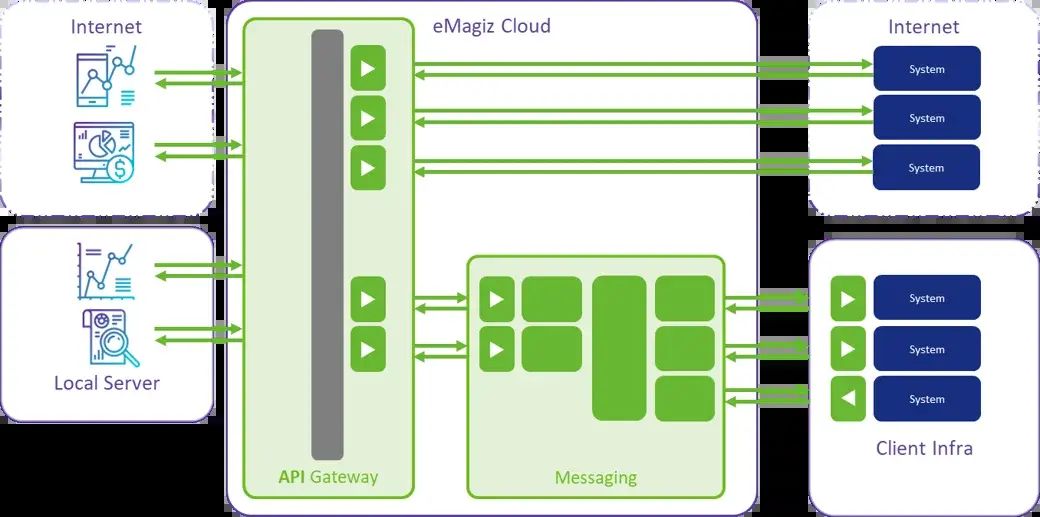 Internet
eMagiz Cloud
Internet
System
System
System
System
System
System
Local Server
Client Infra
API Gateway
Messaging
$